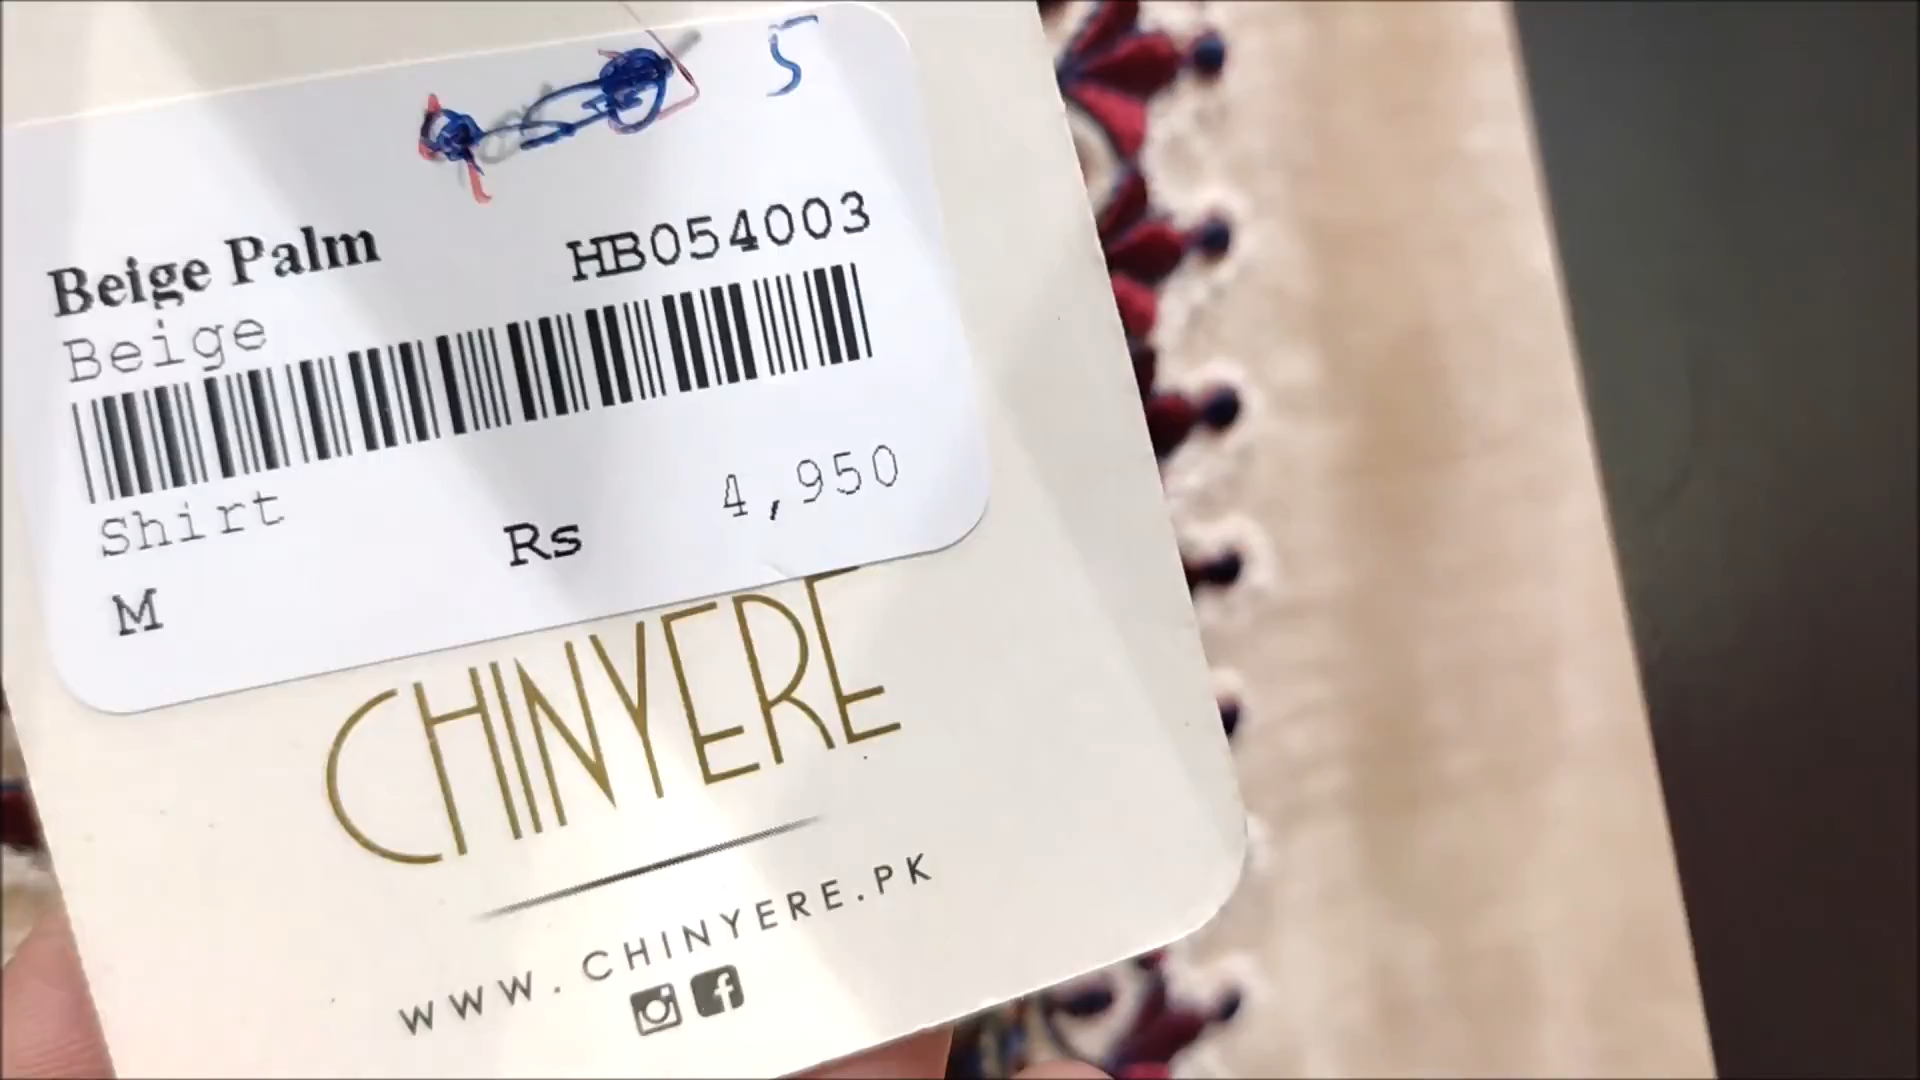 5
Beige Palm HB054003
Beige
Shirt
Rs 4,950
M
CHINYERE
WWW.CHINYERE.PK